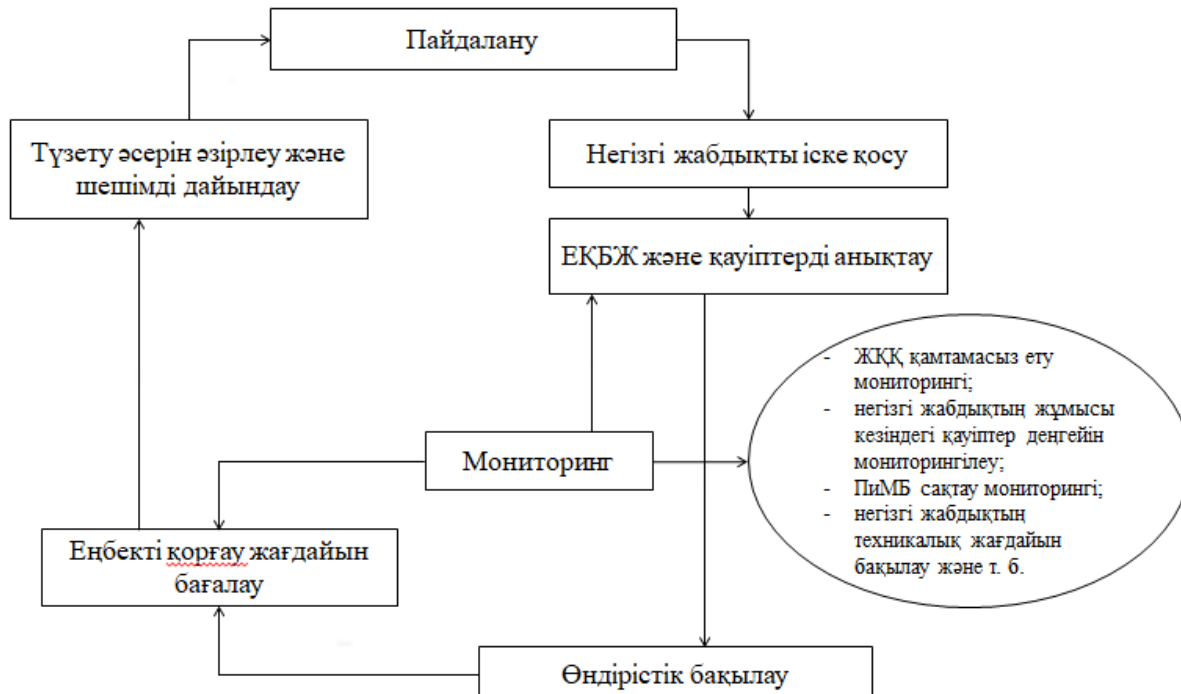 Пайдалану
Түзету әсерін әзірлеу және
шешімді дайындау
Негізгі жабдықты іске қосу
ЕҚБЖ және қауіптерді анықтау
- ЖҚҚ қамтамасыз ету
мониторингі;
- негізгі жабдықтың жұмысы
кезіндегі қауіптер деңгейін
мониторингілеу;
- ПиМБ сақтау мониторингі;
- негізгі жабдықтың
техникалық жағдайын
бақылау және т. б.
Мониторинг
Еңбекті қорғау жағдайын
бағалау
Өндірістік бақылау